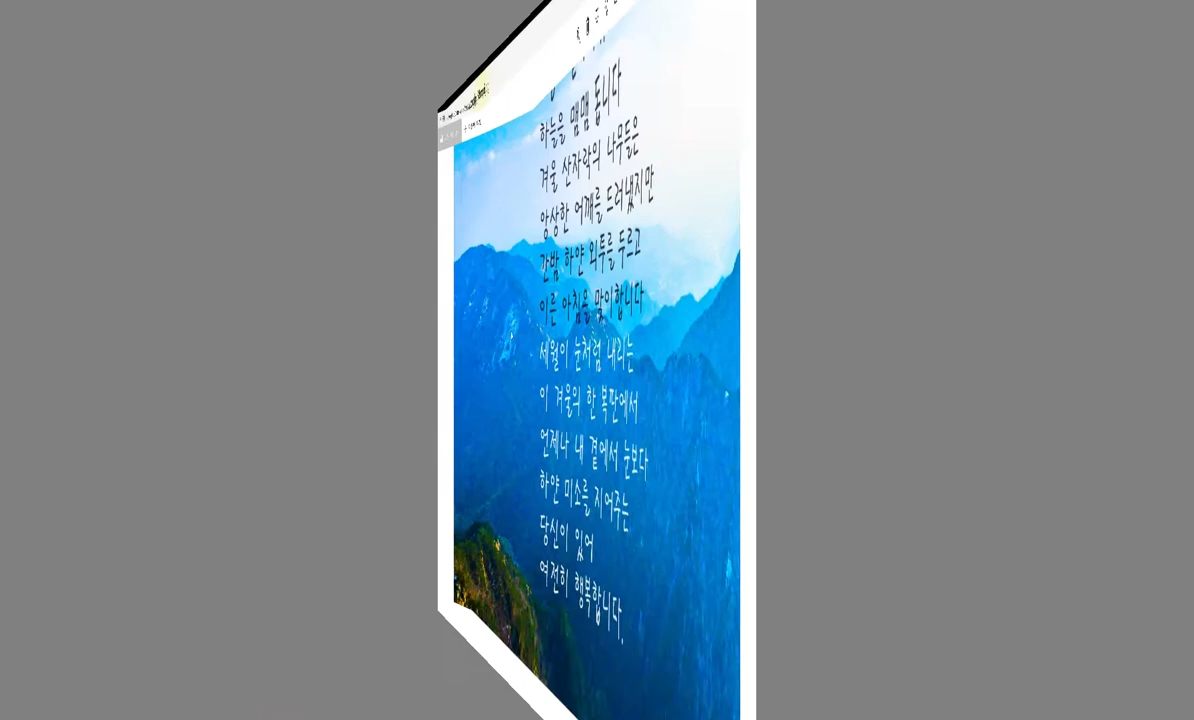 하늘을 맴맴 돕니다
겨울 산자락의 나무들은
앙상한 어깨를 드러냈지만
간밤 하얀 외투를 두르고
이른 아침을 맞이합니다
세월이 눈처럼 내리는
이 겨울의 한 복판에서
언제나 내 곁에서 눈보다
하얀 미소를 지어주는
당신이 있어
여전히 행복합니다.